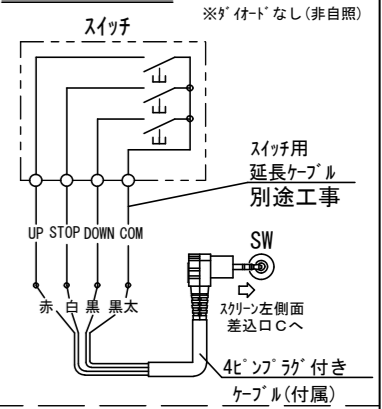 ※ﾀﾞｲｵｰﾄﾞなし(非自照)
スイッチ
スイッチ用
延長ケーブル
別途工事
UP STOP DOWN COM
SW
赤 白 黒 黒太
スクリーン左側面
差込口Cへ
4ピンプラグ付き
ケーブル(付属)